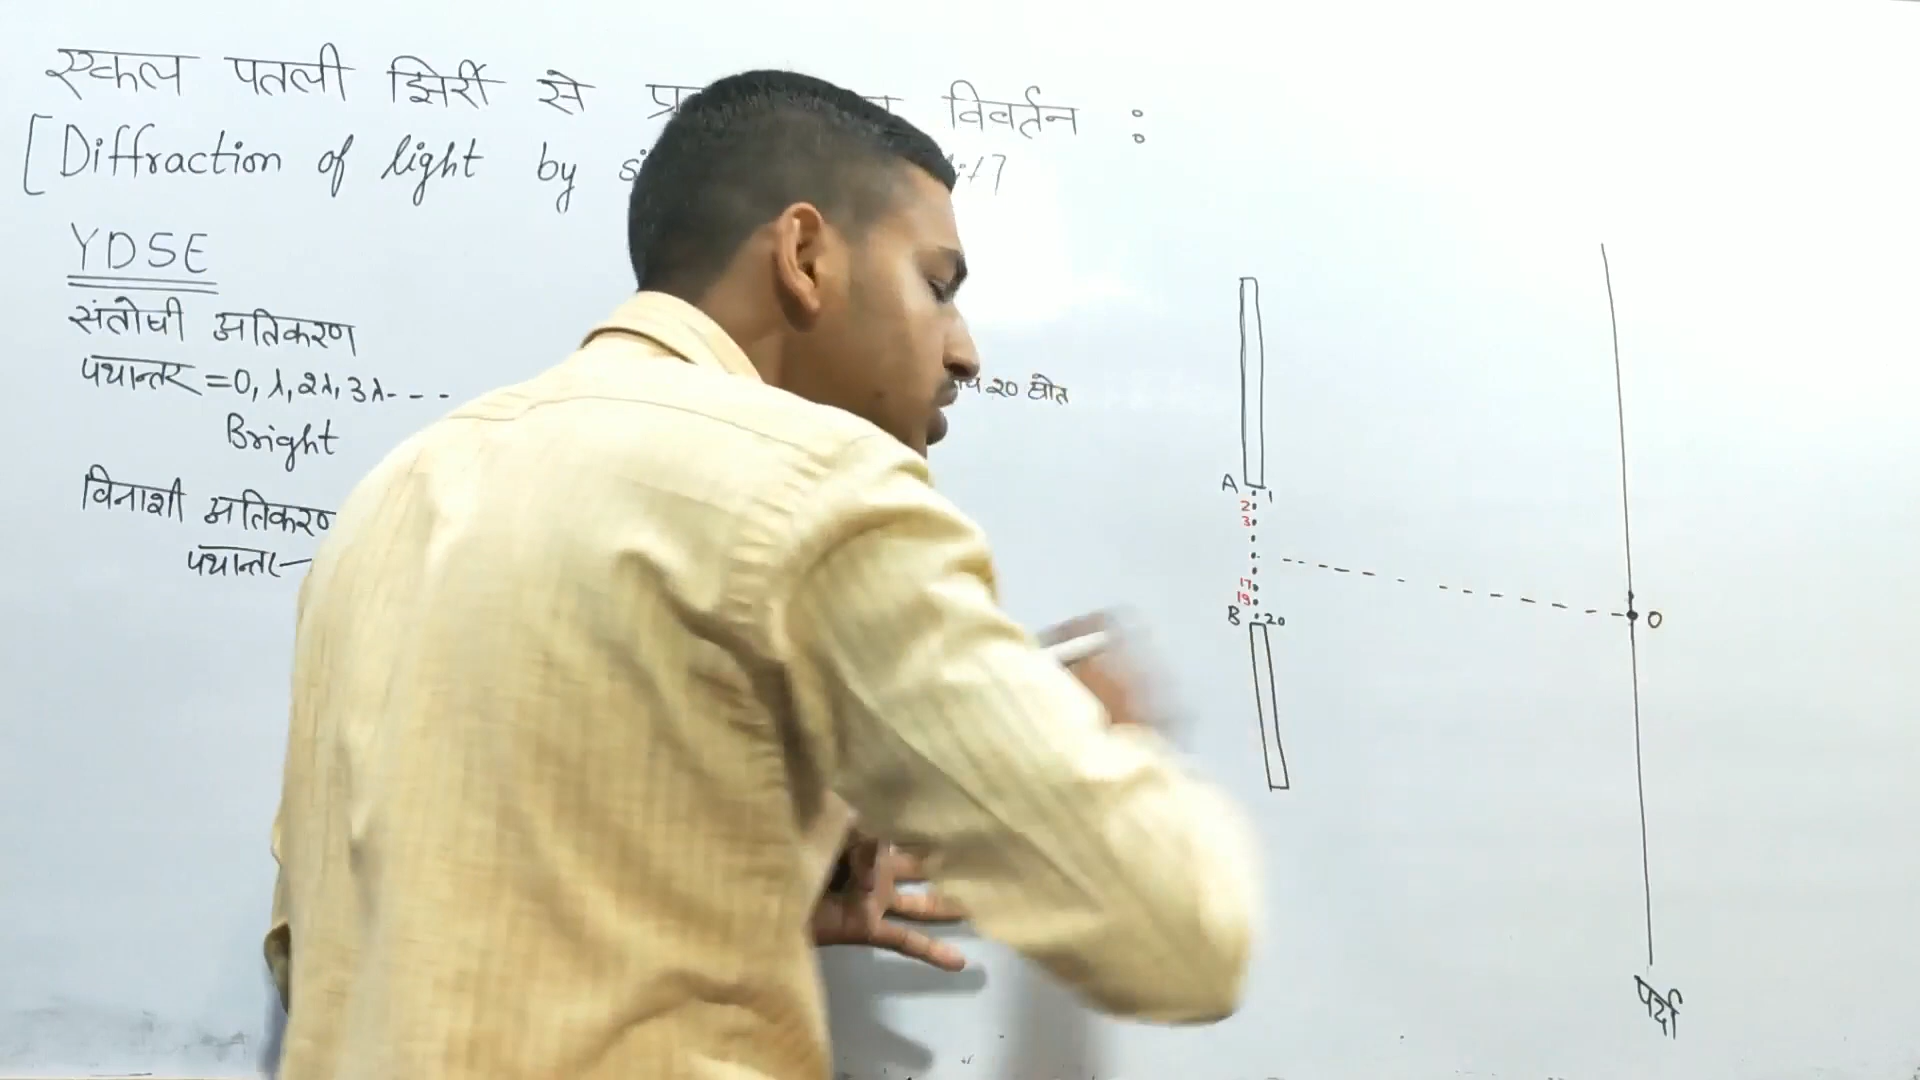 एकल पतली झिर्री से प्र विवर्तन :
[Diffraction of light by
YDSE
संतोषी अतिकरण
पथान्तर =0, λ, 2λ, 3λ- - -
Bright
20 स्रोत
विनाशी अतिकरण
A 1
2
3
17
19
B 20
O
पर्दा